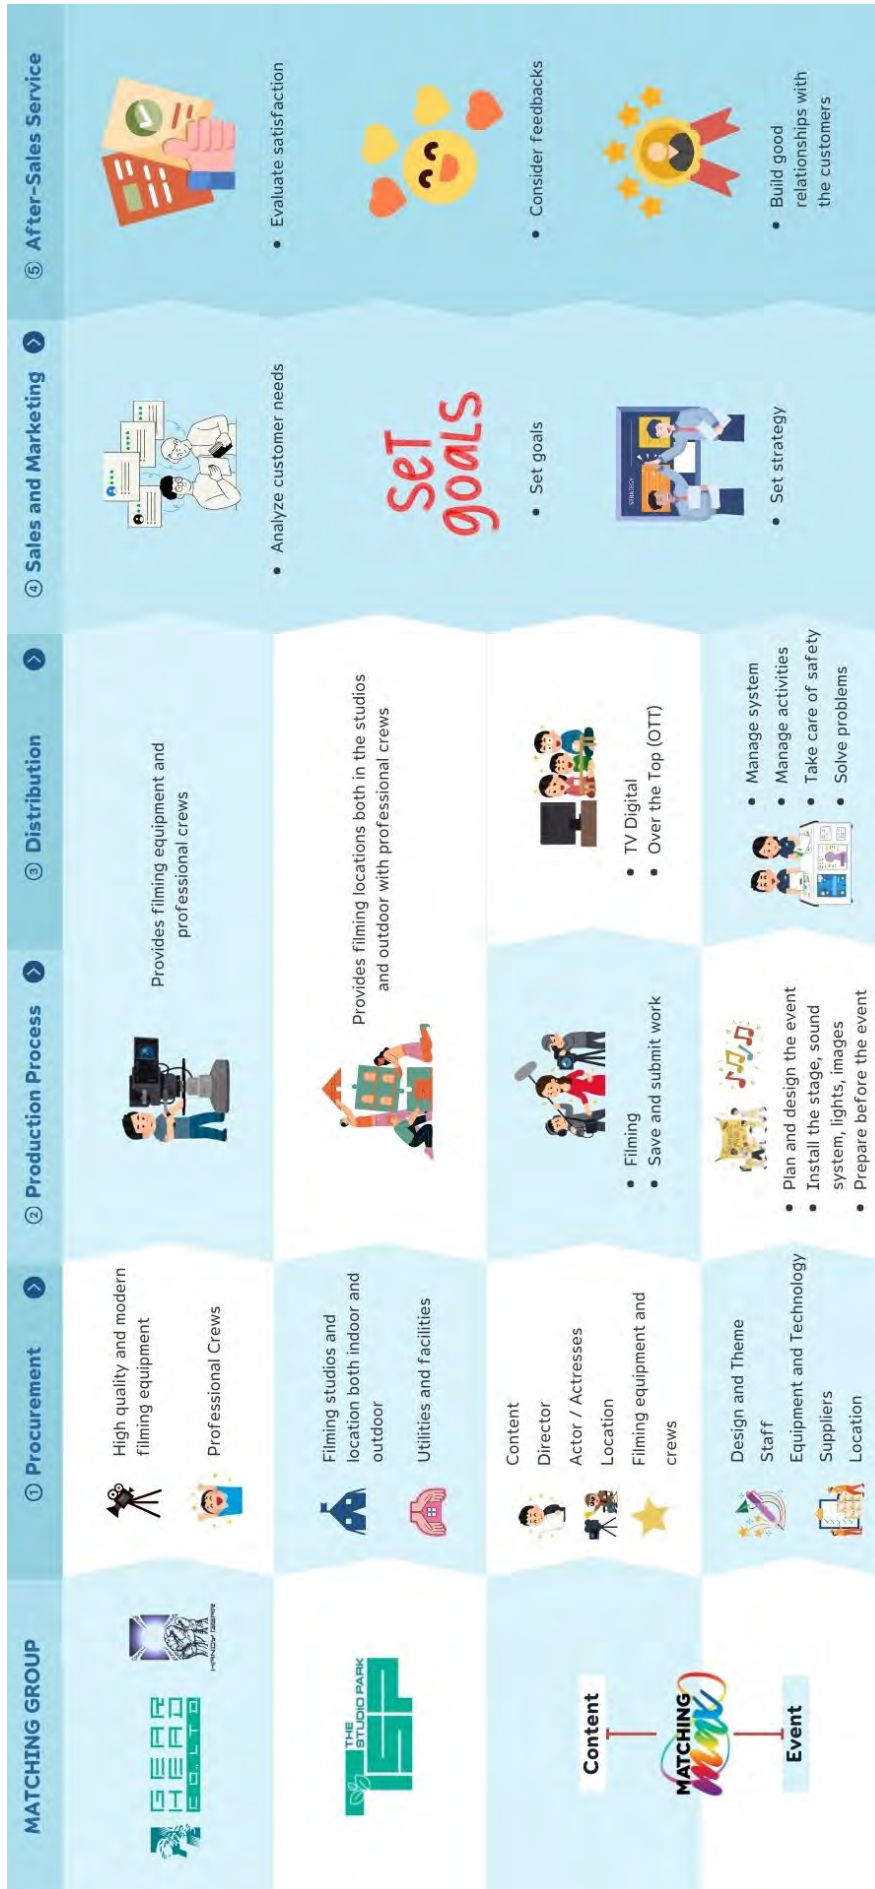 MATCHING GROUP
① Procurement
② Production Process
③ Distribution
④ Sales and Marketing
⑤ After-Sales Service
GEAR
HEAD
CO.,LTD
HANDY GEAR
High quality and modern
filming equipment
Professional Crews
Provides filming equipment and
professional crews
THE
STUDIO PARK
TSP
Filming studios and
location both indoor and
outdoor
Utilities and facilities
Provides filming locations both in the studios
and outdoor with professional crews
Content
MATCHING
max
Event
Content
Director
Actor / Actresses
Location
Filming equipment and
crews
• Filming
• Save and submit work
• TV Digital
• Over the Top (OTT)
Design and Theme
Staff
Equipment and Technology
Suppliers
Location
• Plan and design the event
• Install the stage, sound
system, lights, images
• Prepare before the event
• Manage system
• Manage activities
• Take care of safety
• Solve problems
• Analyze customer needs
SeT
goaLS
• Set goals
STRATEGY
• Set strategy
• Evaluate satisfaction
• Consider feedbacks
• Build good
relationships with
the customers